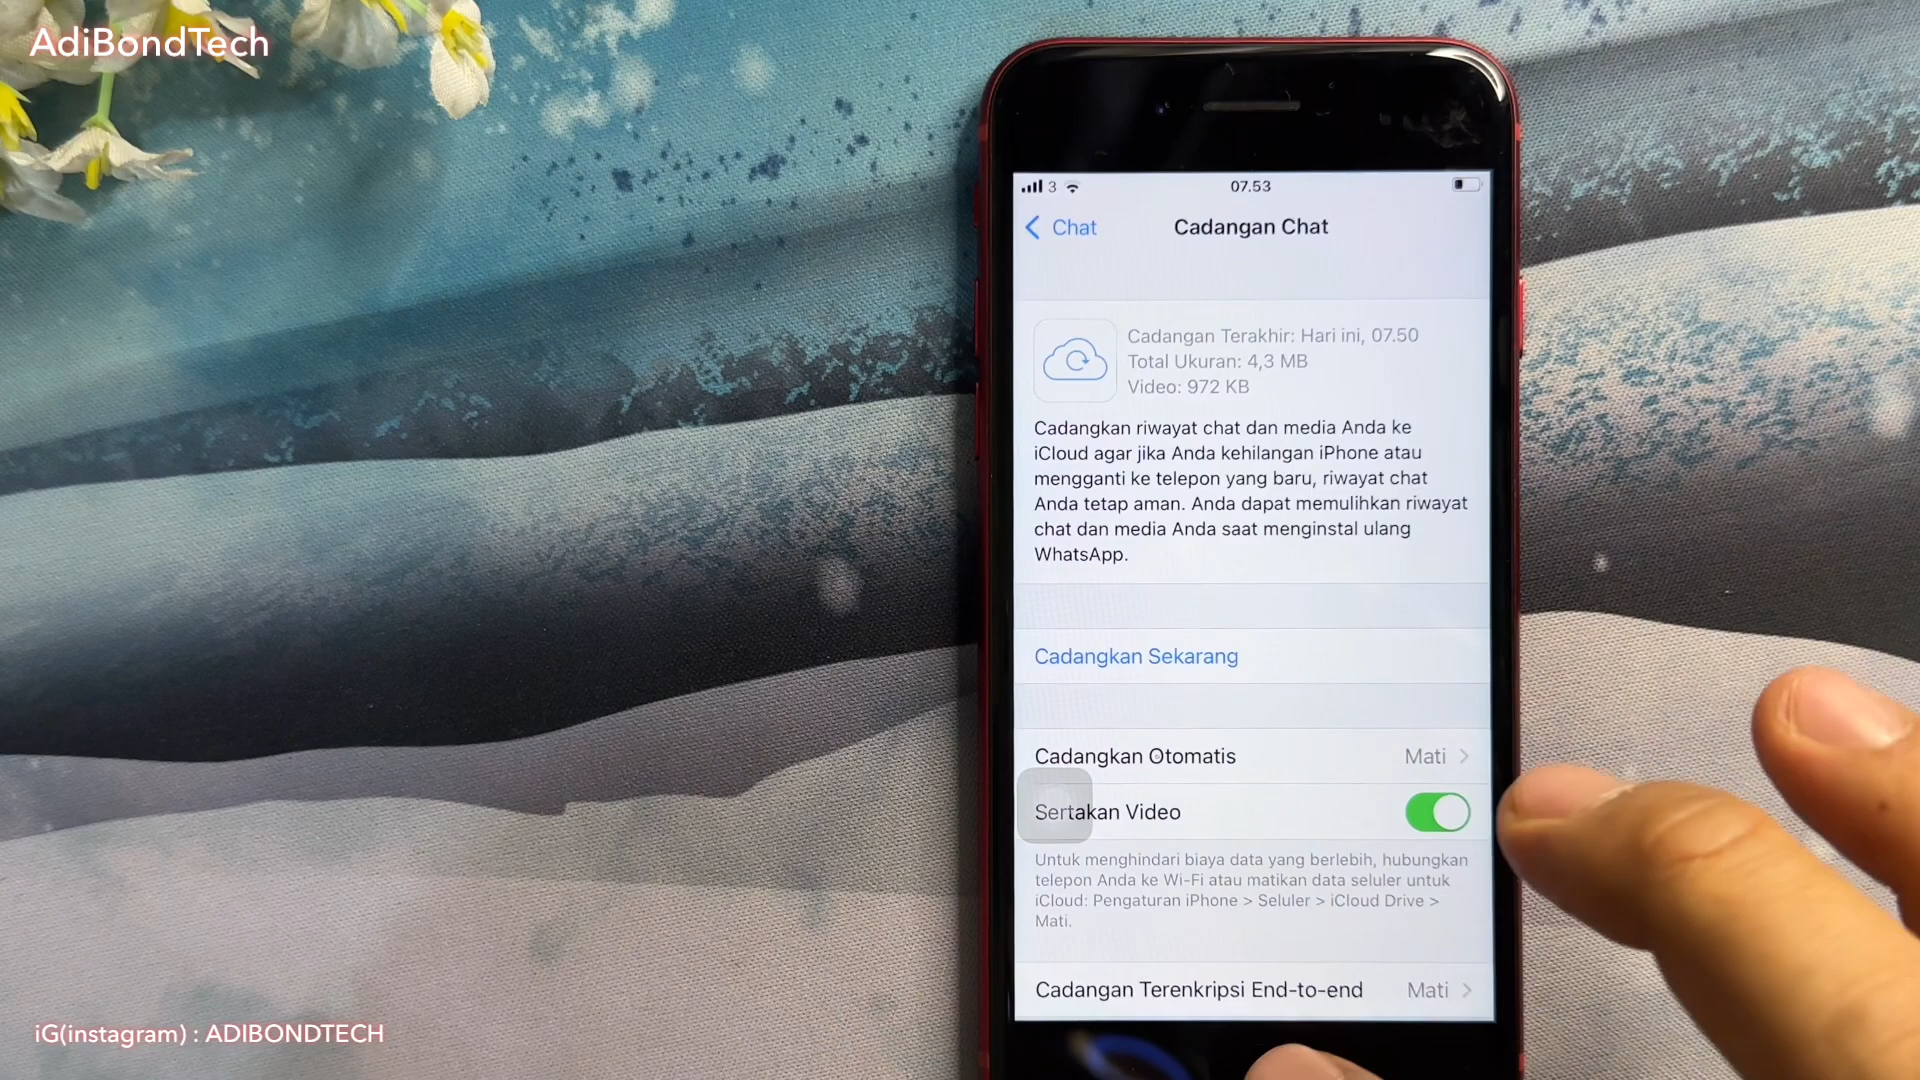 AdiBondTech
3
07.53
Chat
Cadangan Chat
Cadangan Terakhir: Hari ini, 07.50
Total Ukuran: 4,3 MB
Video: 972 KB
Cadangkan riwayat chat dan media Anda ke
iCloud agar jika Anda kehilangan iPhone atau
mengganti ke telepon yang baru, riwayat chat
Anda tetap aman. Anda dapat memulihkan riwayat
chat dan media Anda saat menginstal ulang
WhatsApp.
Cadangkan Sekarang
Cadangkan Otomatis Mati
Sertakan Video
Untuk menghindari biaya data yang berlebih, hubungkan
telepon Anda ke Wi-Fi atau matikan data seluler untuk
iCloud: Pengaturan iPhone > Seluler > iCloud Drive >
Mati.
Cadangan Terenkripsi End-to-end Mati
iG(instagram) : ADIBONDTECH